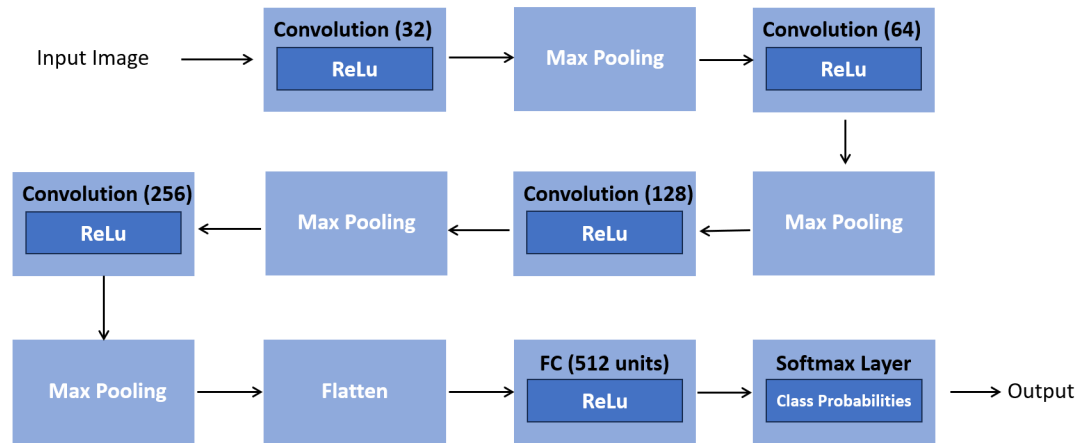 Input Image
Convolution (32)
ReLu
Max Pooling
Convolution (64)
ReLu
Max Pooling
Convolution (128)
ReLu
Max Pooling
Convolution (256)
ReLu
Max Pooling
Flatten
FC (512 units)
ReLu
Softmax Layer
Class Probabilities
Output